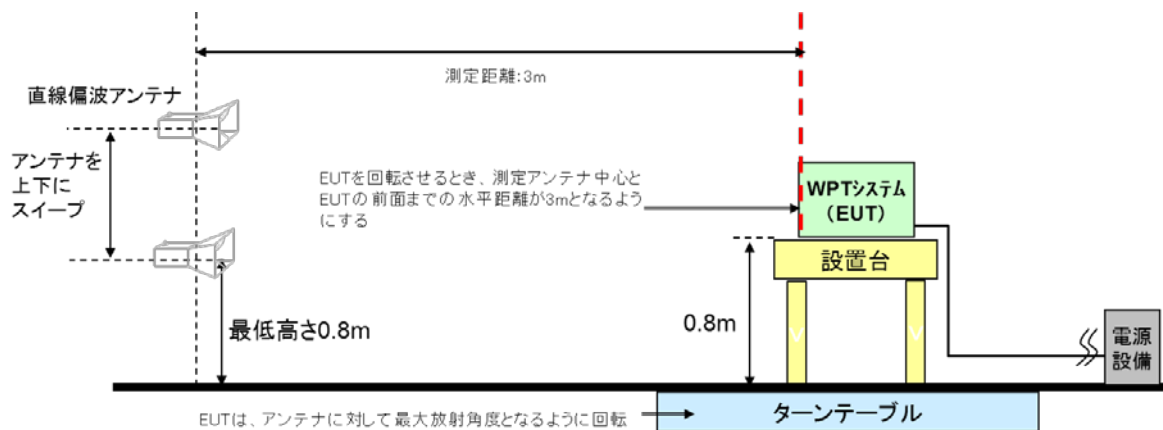 測定距離:3m
直線偏波アンテナ
アンテナを
上下に
スイープ
EUTを回転させるとき、測定アンテナ中心と
EUTの前面までの水平距離が3mとなるよう
にする
WPTシステム
(EUT)
設置台
最低高さ0.8m
0.8m
電源
設備
EUTは、アンテナに対して最大放射角度となるように回転
ターンテーブル